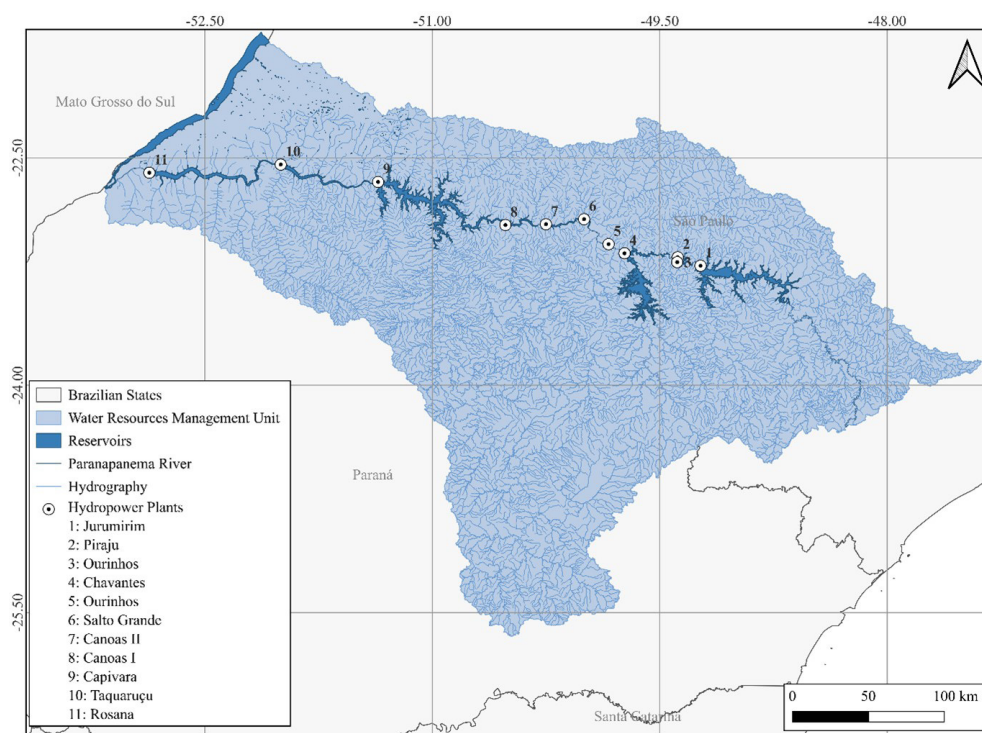 -52.50
-51.00
-49.50
-48.00
Mato Grosso do Sul
-22.50
11
10
9
8
7
6
5
4
São Paulo
2
3
1
-24.00
Brazilian States
Water Resources Management Unit
Reservoirs
Paranapanema River
Hydrography
Hydropower Plants
1: Jurumirim
2: Piraju
3: Ourinhos
4: Chavantes
5: Ourinhos
6: Salto Grande
7: Canoas II
8: Canoas I
9: Capivara
10: Taquaruçu
11: Rosana
Paraná
-25.50
Santa Catarina
0 50 100 km